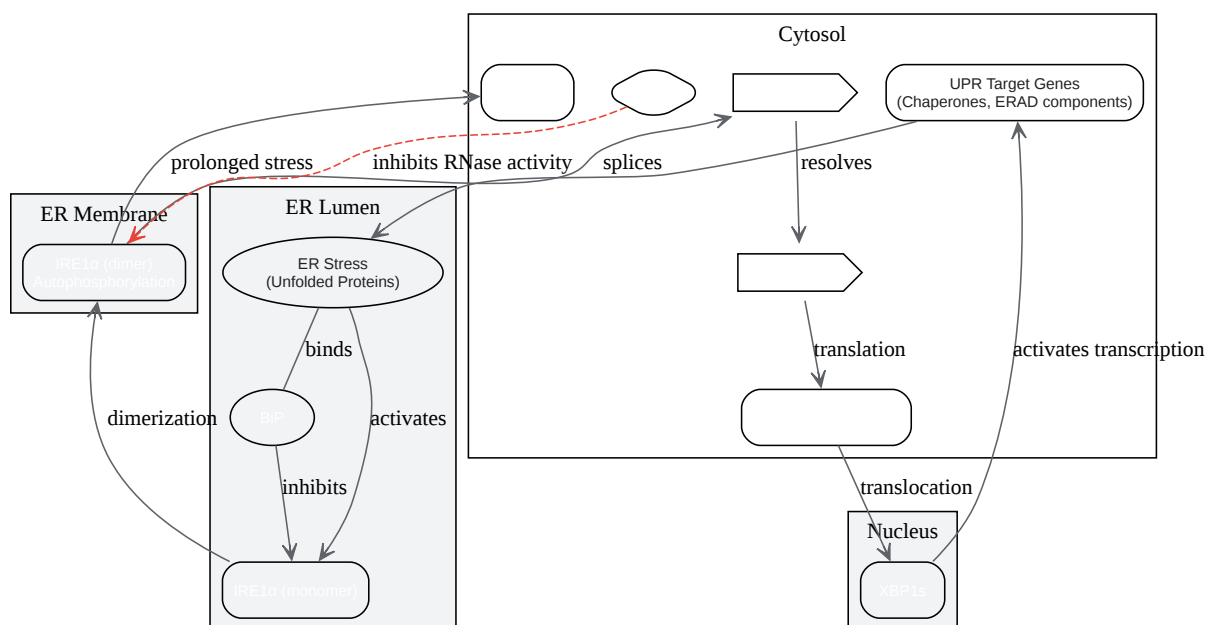 Cytosol
UPR Target Genes
(Chaperones, ERAD components)
prolonged stress
inhibits RNase activity
splices
resolves
ER Membrane
ER Lumen
IRE1α (dimer)
Autophosphorylation
ER Stress
(Unfolded Proteins)
binds
translation
activates transcription
dimerization
BiP
activates
inhibits
translocation
Nucleus
IRE1α (monomer)
XBP1s